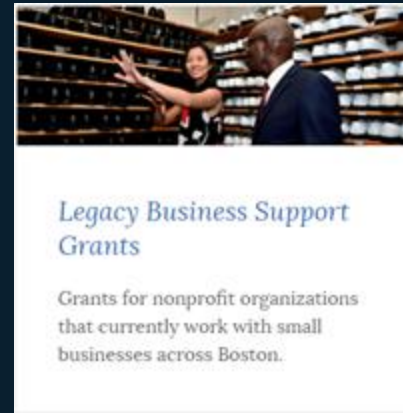 Legacy Business Support
Grants
Grants for nonprofit organizations
that currently work with small
businesses across Boston.